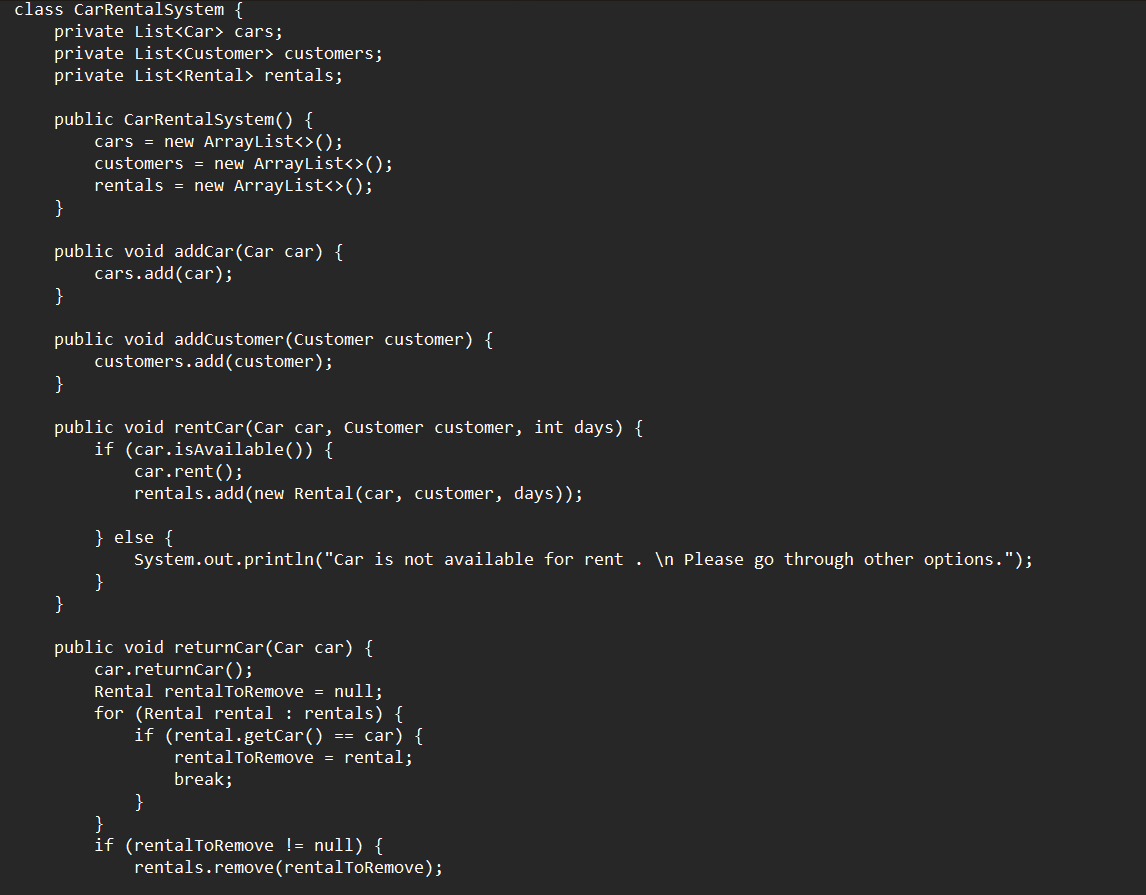 class CarRentalSystem {
    private List<Car> cars;
    private List<Customer> customers;
    private List<Rental> rentals;

    public CarRentalSystem() {
        cars = new ArrayList<>();
        customers = new ArrayList<>();
        rentals = new ArrayList<>();
    }

    public void addCar(Car car) {
        cars.add(car);
    }

    public void addCustomer(Customer customer) {
        customers.add(customer);
    }

    public void rentCar(Car car, Customer customer, int days) {
        if (car.isAvailable()) {
            car.rent();
            rentals.add(new Rental(car, customer, days));

        } else {
            System.out.println("Car is not available for rent . \n Please go through other options.");
        }
    }

    public void returnCar(Car car) {
        car.returnCar();
        Rental rentalToRemove = null;
        for (Rental rental : rentals) {
            if (rental.getCar() == car) {
                rentalToRemove = rental;
                break;
            }
        }
        if (rentalToRemove != null) {
            rentals.remove(rentalToRemove);